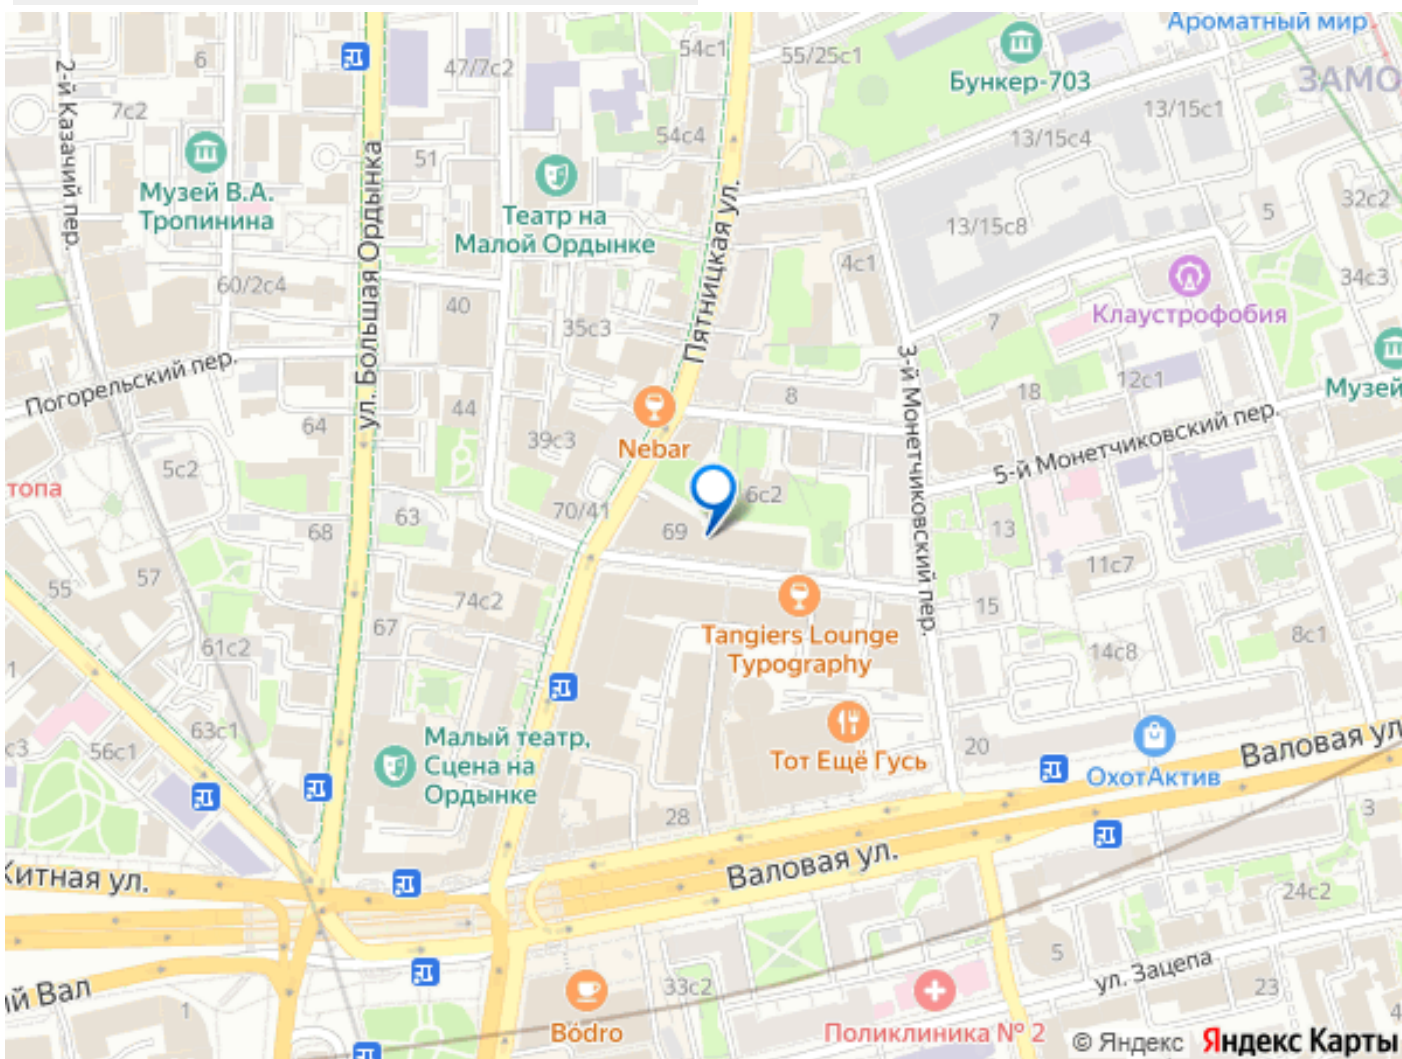 Ароматный мир
54с1
55/25с1
6
47/7с2
Бункер-703
ЗАМО
2-й Казачий пер.
7с2
13/15с1
54с4
13/15с4
51
Музей В.А.
Тропинина
ул. Большая Ордынка
Театр на
Малой Ордынке
Пятницкая ул.
32с2
5
13/15с8
4с1
34с3
60/2с4
40
35с3
Клаустрофобия
7
3-й Монетчиковский пер.
Погорельский пер.
12с1
Музей
18
8
44
64
39с3
Nebar
5-й Монетчиковский пер.
5с2
топа
6с2
70/41
63
68
69
13
57
55
11с7
74с2
15
67
Tangiers Lounge
Typography
61с2
8с1
14с8
1
63с1
56с1
с3
Малый театр,
Сцена на
Ордынке
20
Тот Ещё Гусь
ОхотАктив
Валовая ул
28
3
Житная ул.
Валовая ул.
24с2
5
ул. Зацепа
ий Вал
33с2
23
1
Bódro
Поликлиника № 2
4
© Яндекс Яндекс Карты